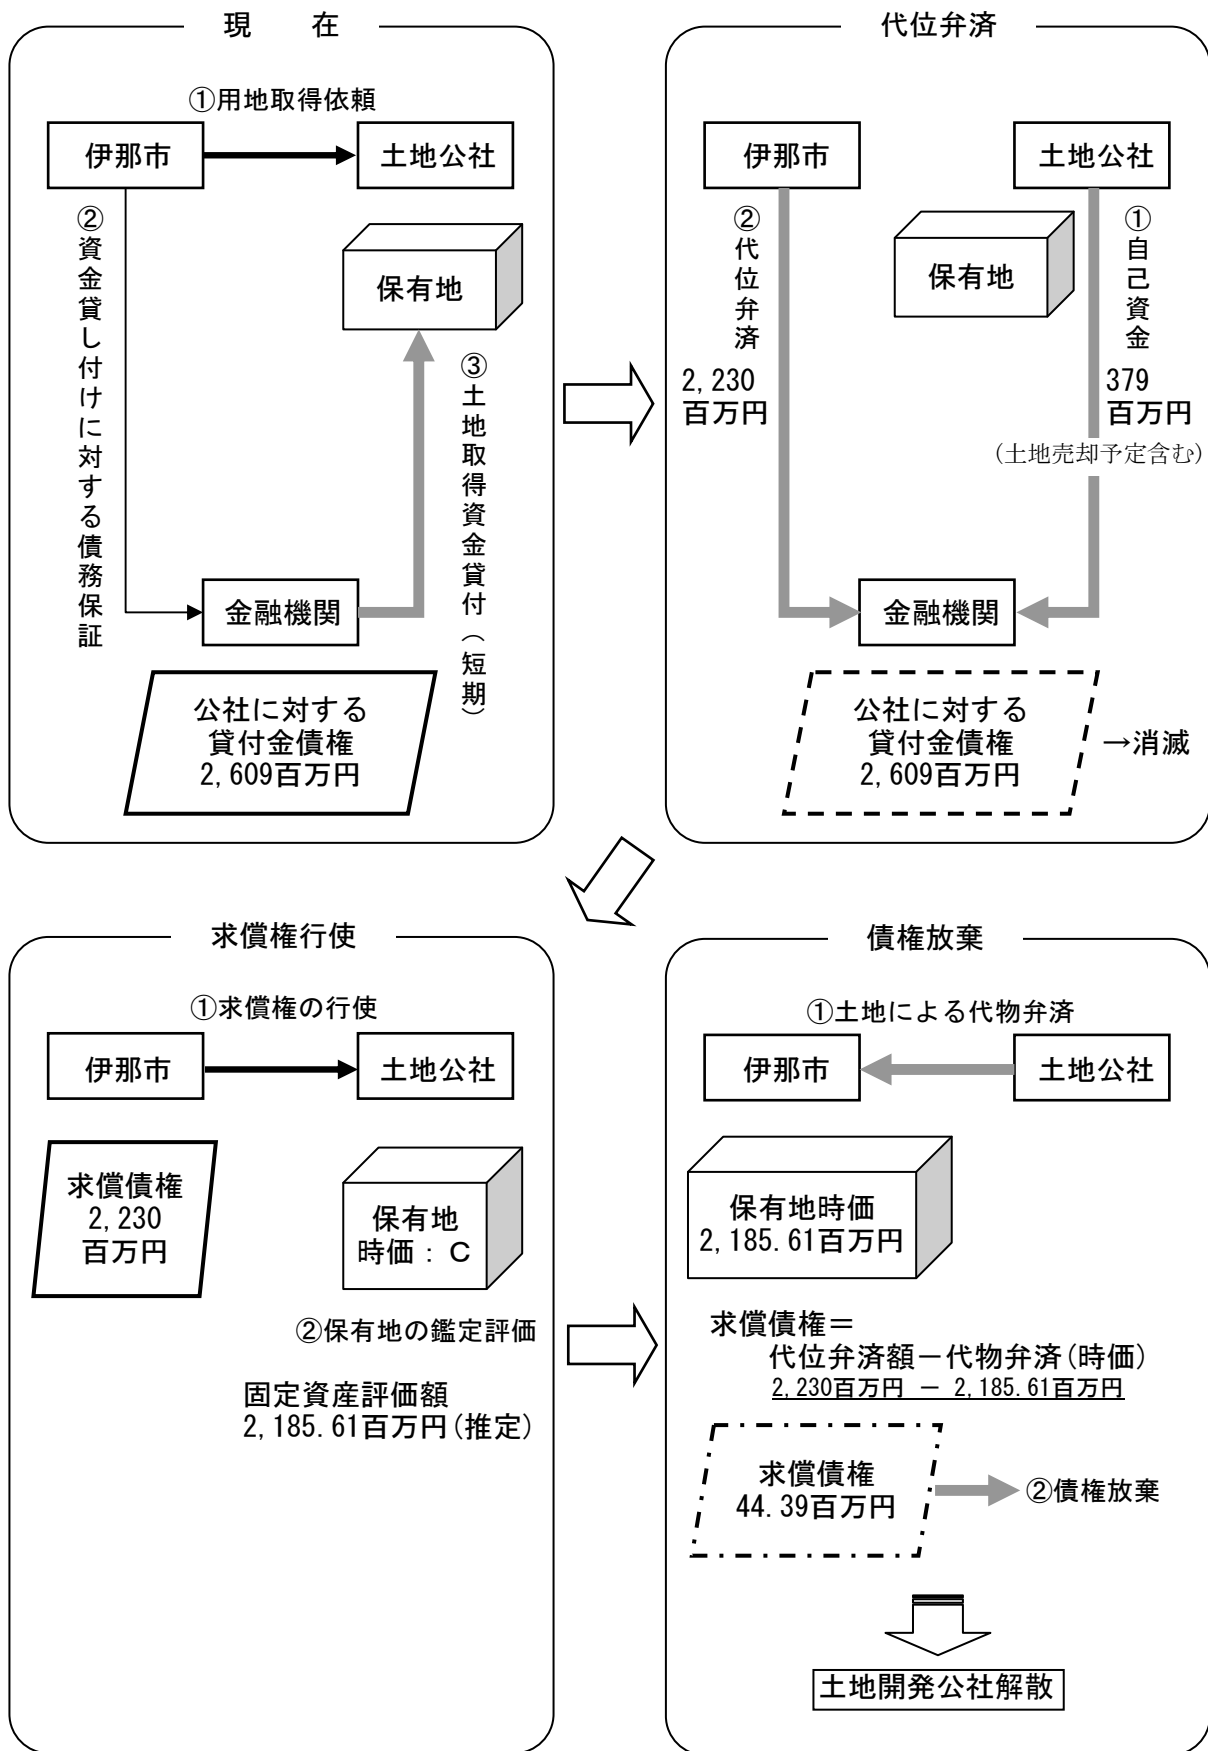 現　　在
①用地取得依頼
伊那市
土地公社
②資金貸し付けに対する債務保証
保有地
③土地取得資金貸付（短期）
金融機関
公社に対する
貸付金債権
2,609百万円
代位弁済
伊那市
土地公社
②代位弁済
2,230
百万円
保有地
①自己資金
379
百万円
(土地売却予定含む)
金融機関
公社に対する
貸付金債権
2,609百万円
→消滅
求償権行使
①求償権の行使
伊那市
土地公社
求償債権
2,230
百万円
保有地
時価：Ｃ
②保有地の鑑定評価
固定資産評価額
2,185.61百万円(推定)
債権放棄
①土地による代物弁済
伊那市
土地公社
保有地時価
2,185.61百万円
求償債権＝
代位弁済額－代物弁済(時価)
2,230百万円 － 2,185.61百万円
求償債権
44.39百万円
②債権放棄
土地開発公社解散